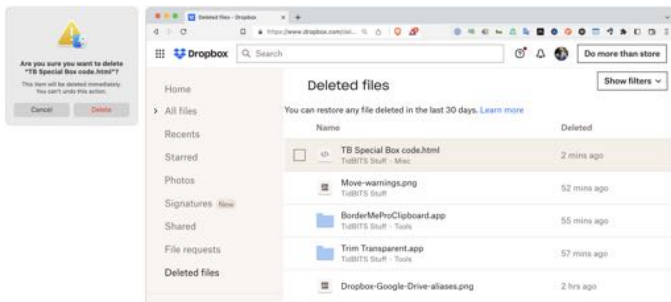 Are you sure you want to delete
"TB Special Box code.html"?
This item will be deleted immediately.
You can't undo this action.
Cancel
Delete
Deleted files - Dropbox
Dropbox
Search
Do more than store
Home
All files
Recents
Starred
Photos
Signatures New
Shared
File requests
Deleted files
Deleted files
Show filters
You can restore any file deleted in the last 30 days. Learn more
Name
Deleted
TB Special Box code.html
TidBITS Stuff - Misc
2 mins ago
Move-warnings.png
TidBITS Stuff
52 mins ago
BorderMeProClipboard.app
TidBITS Stuff - Tools
55 mins ago
Trim Transparent.app
TidBITS Stuff - Tools
57 mins ago
Dropbox-Google-Drive-aliases.png
2 hrs ago